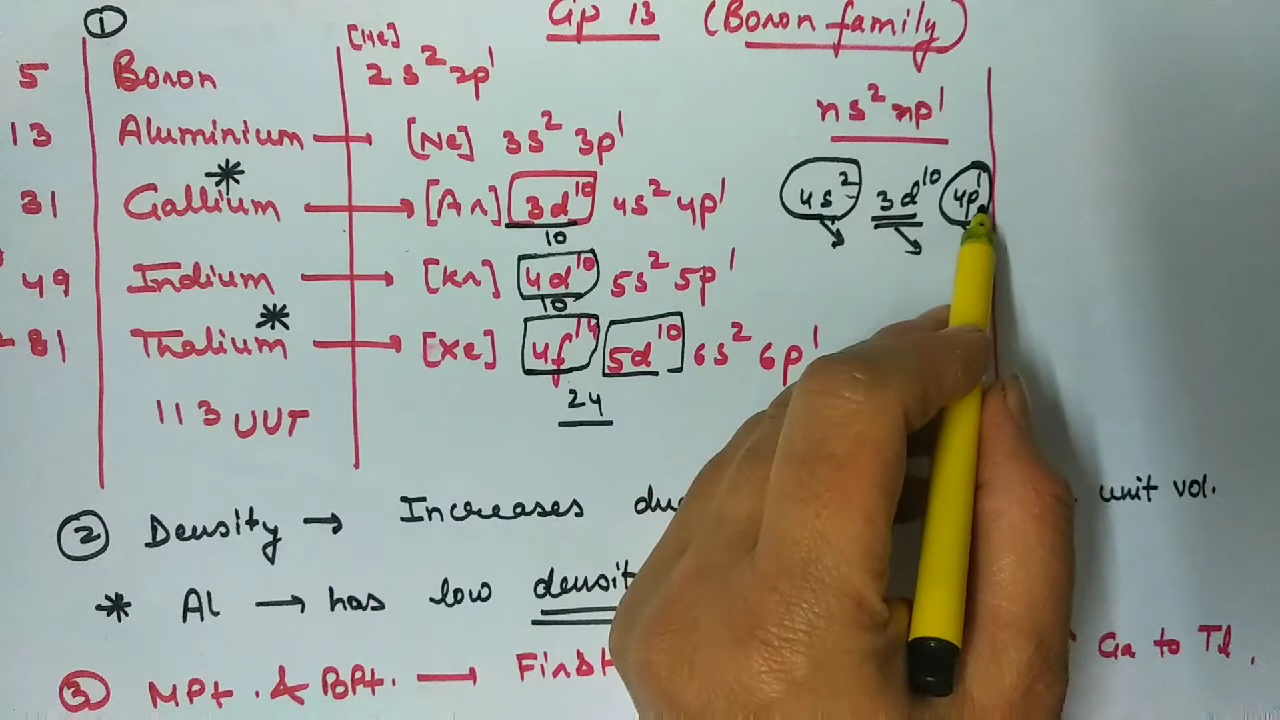 ① Gp 13 (Boron family)
5 Boron [He] 2s² 2p¹
ns² np¹
13 Aluminium → [Ne] 3s² 3p¹
*
31 Gallium → [Ar] 3d¹⁰ 4s² 4p¹ 4s² 3d¹⁰ 4p¹
10
49 Indium → [Kr] 4d¹⁰ 5s² 5p¹
10
*
81 Thalium → [Xe] 4f¹⁴ 5d¹⁰ 6s² 6p¹
24
113 UUT
② Density → Increases unit vol.
* Al → has low
③ MPt. & BPt. → Ga to Tl.